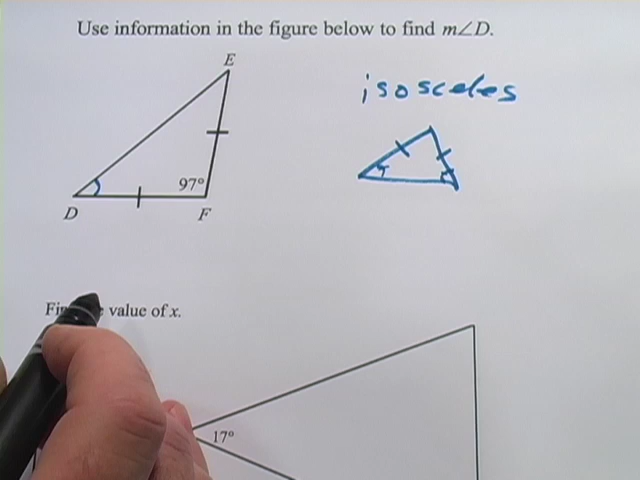 Use information in the figure below to find m∠D.
E
isosceles
97°
D
F
value of x.
17°